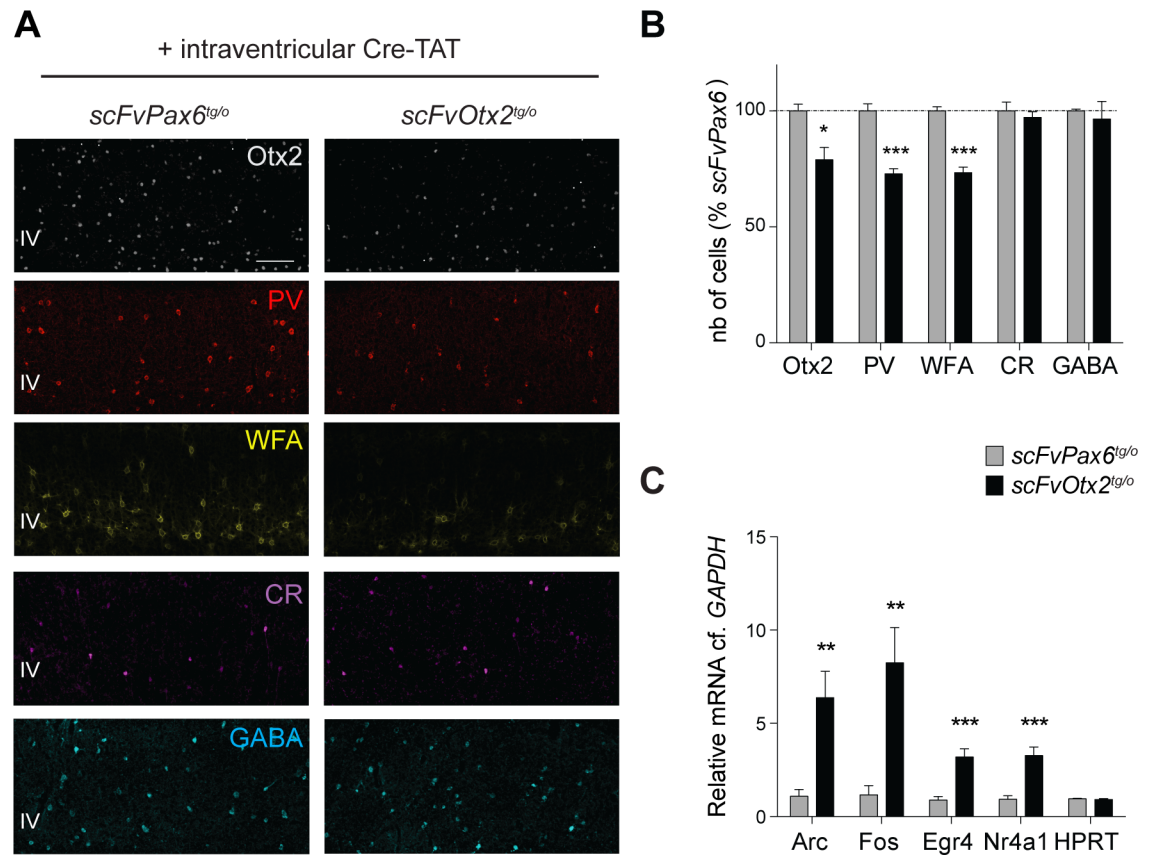 A
+ intraventricular Cre-TAT
scFvPax6tg/o
scFvOtx2tg/o
Otx2
IV
PV
IV
WFA
IV
CR
IV
GABA
IV
B
nb of cells (% scFvPax6)
100
50
0
*
***
***
Otx2 PV WFA CR GABA
scFvPax6tg/o
scFvOtx2tg/o
C
Relative mRNA cf. GAPDH
15
10
5
0
**
**
***
***
Arc Fos Egr4 Nr4a1 HPRT